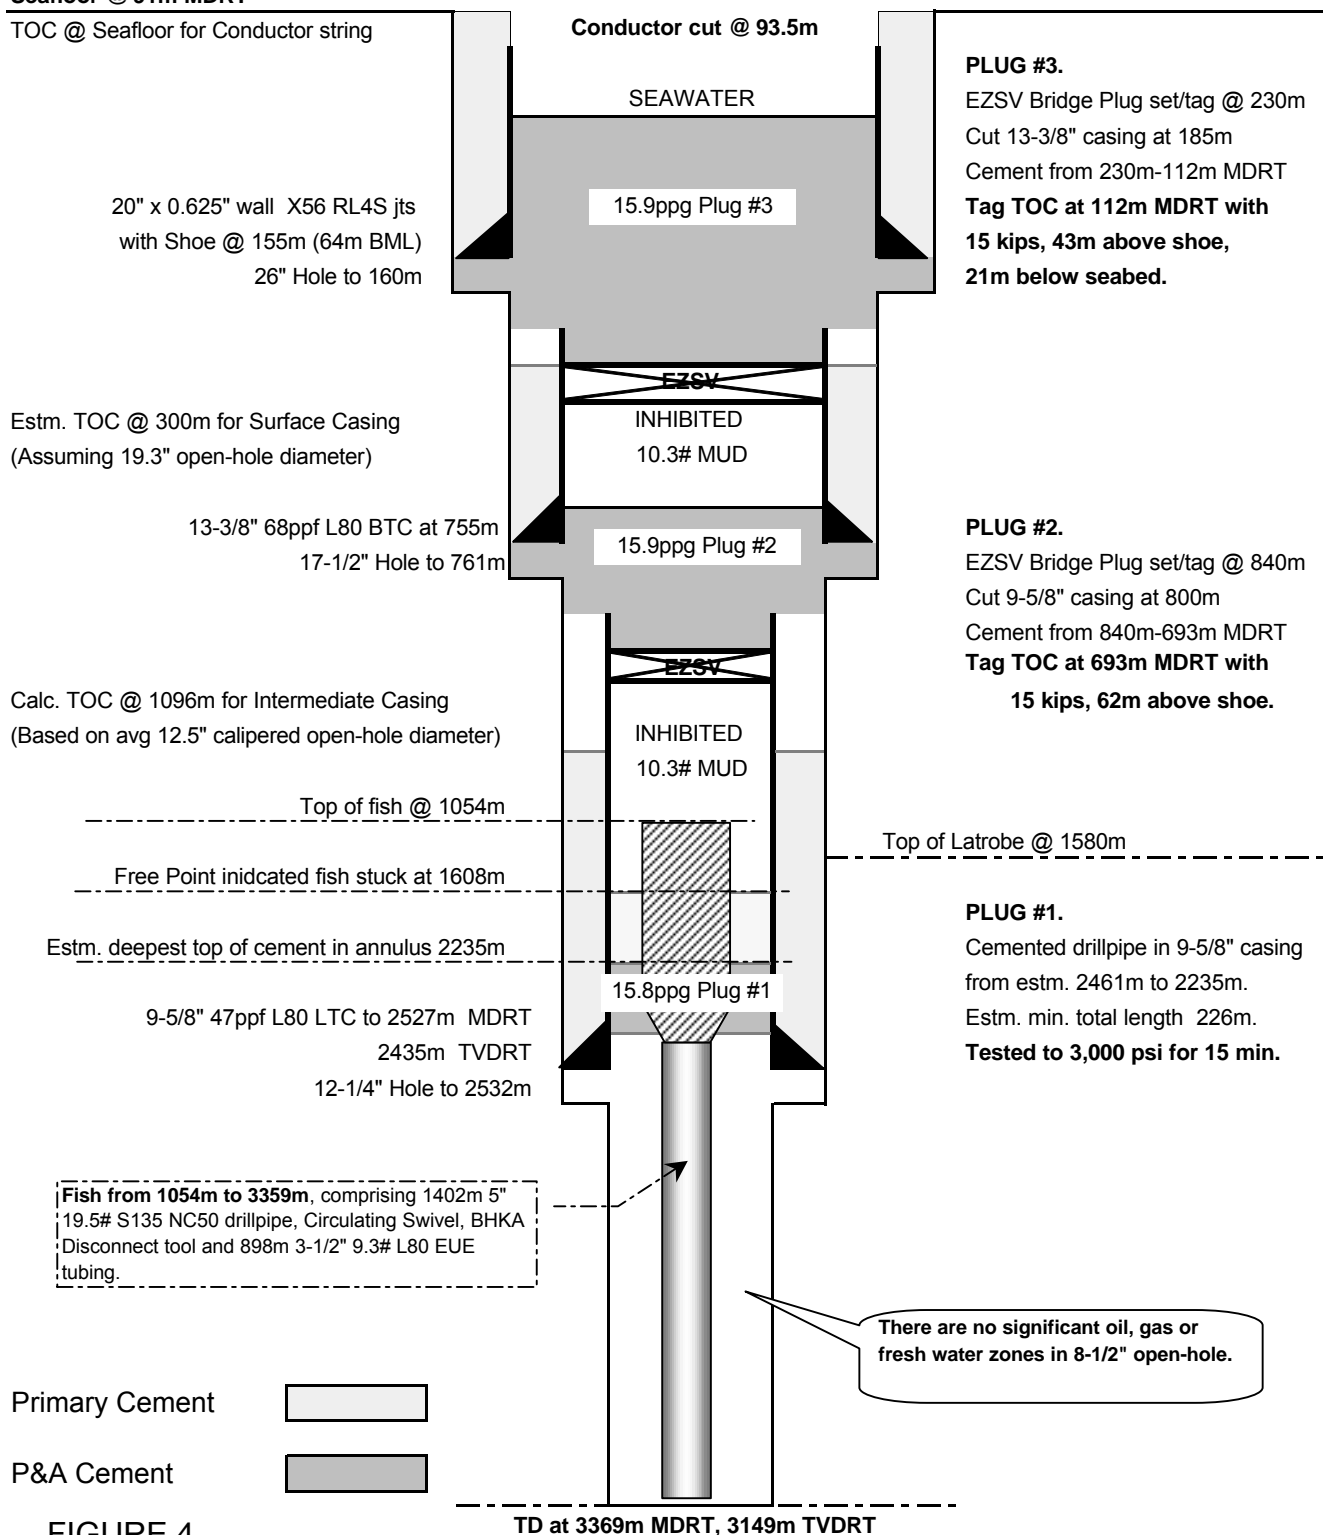 Seafloor @ 91m MDRT
TOC @ Seafloor for Conductor string
Conductor cut @ 93.5m
SEAWATER
PLUG #3.
EZSV Bridge Plug set/tag @ 230m
Cut 13-3/8" casing at 185m
Cement from 230m-112m MDRT
Tag TOC at 112m MDRT with
15 kips, 43m above shoe,
21m below seabed.
20" x 0.625" wall X56 RL4S jts
with Shoe @ 155m (64m BML)
26" Hole to 160m
15.9ppg Plug #3
EZSV
INHIBITED
10.3# MUD
Estm. TOC @ 300m for Surface Casing
(Assuming 19.3" open-hole diameter)
13-3/8" 68ppf L80 BTC at 755m
17-1/2" Hole to 761m
15.9ppg Plug #2
PLUG #2.
EZSV Bridge Plug set/tag @ 840m
Cut 9-5/8" casing at 800m
Cement from 840m-693m MDRT
Tag TOC at 693m MDRT with
15 kips, 62m above shoe.
EZSV
Calc. TOC @ 1096m for Intermediate Casing
(Based on avg 12.5" calipered open-hole diameter)
INHIBITED
10.3# MUD
Top of fish @ 1054m
Top of Latrobe @ 1580m
Free Point inidcated fish stuck at 1608m
Estm. deepest top of cement in annulus 2235m
15.8ppg Plug #1
PLUG #1.
Cemented drillpipe in 9-5/8" casing
from estm. 2461m to 2235m.
Estm. min. total length 226m.
Tested to 3,000 psi for 15 min.
9-5/8" 47ppf L80 LTC to 2527m MDRT
2435m TVDRT
12-1/4" Hole to 2532m
Fish from 1054m to 3359m, comprising 1402m 5"
19.5# S135 NC50 drillpipe, Circulating Swivel, BHKA
Disconnect tool and 898m 3-1/2" 9.3# L80 EUE
tubing.
There are no significant oil, gas or
fresh water zones in 8-1/2" open-hole.
Primary Cement
P&A Cement
FIGURE 4
TD at 3369m MDRT, 3149m TVDRT